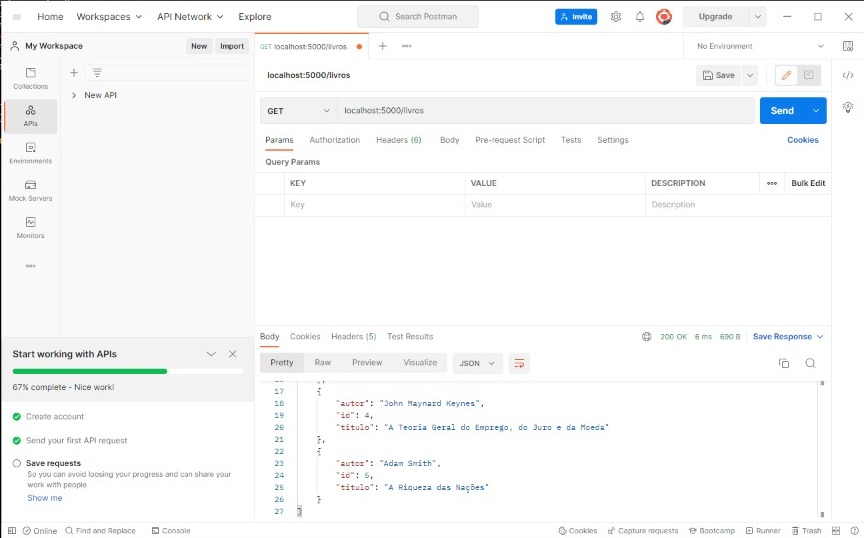 Home Workspaces API Network Explore Search Postman Invite Upgrade
My Workspace New Import GET localhost:5000/livros No Environment
localhost:5000/livros Save
Collections
New API
APIs
Environments
Mock Servers
Monitors
GET localhost:5000/livros Send
Params Authorization Headers (6) Body Pre-request Script Tests Settings Cookies
Query Params
KEY VALUE DESCRIPTION Bulk Edit
Key Value Description
Body Cookies Headers (5) Test Results 200 OK 6 ms 690 B Save Response
Pretty Raw Preview Visualize JSON
17 {
18 "autor": "John Maynard Keynes",
19 "id": 4,
20 "titulo": "A Teoria Geral do Emprego, do Juro e da Moeda"
21 },
22 {
23 "autor": "Adam Smith",
24 "id": 5,
25 "titulo": "A Riqueza das Nações"
26 }
27 ]
Start working with APIs
67% complete - Nice work!
Create account
Send your first API request
Save requests
So you can avoid loosing your progress and can share your
work with people
Show me
Online Find and Replace Console Cookies Capture requests Bootcamp Runner Trash